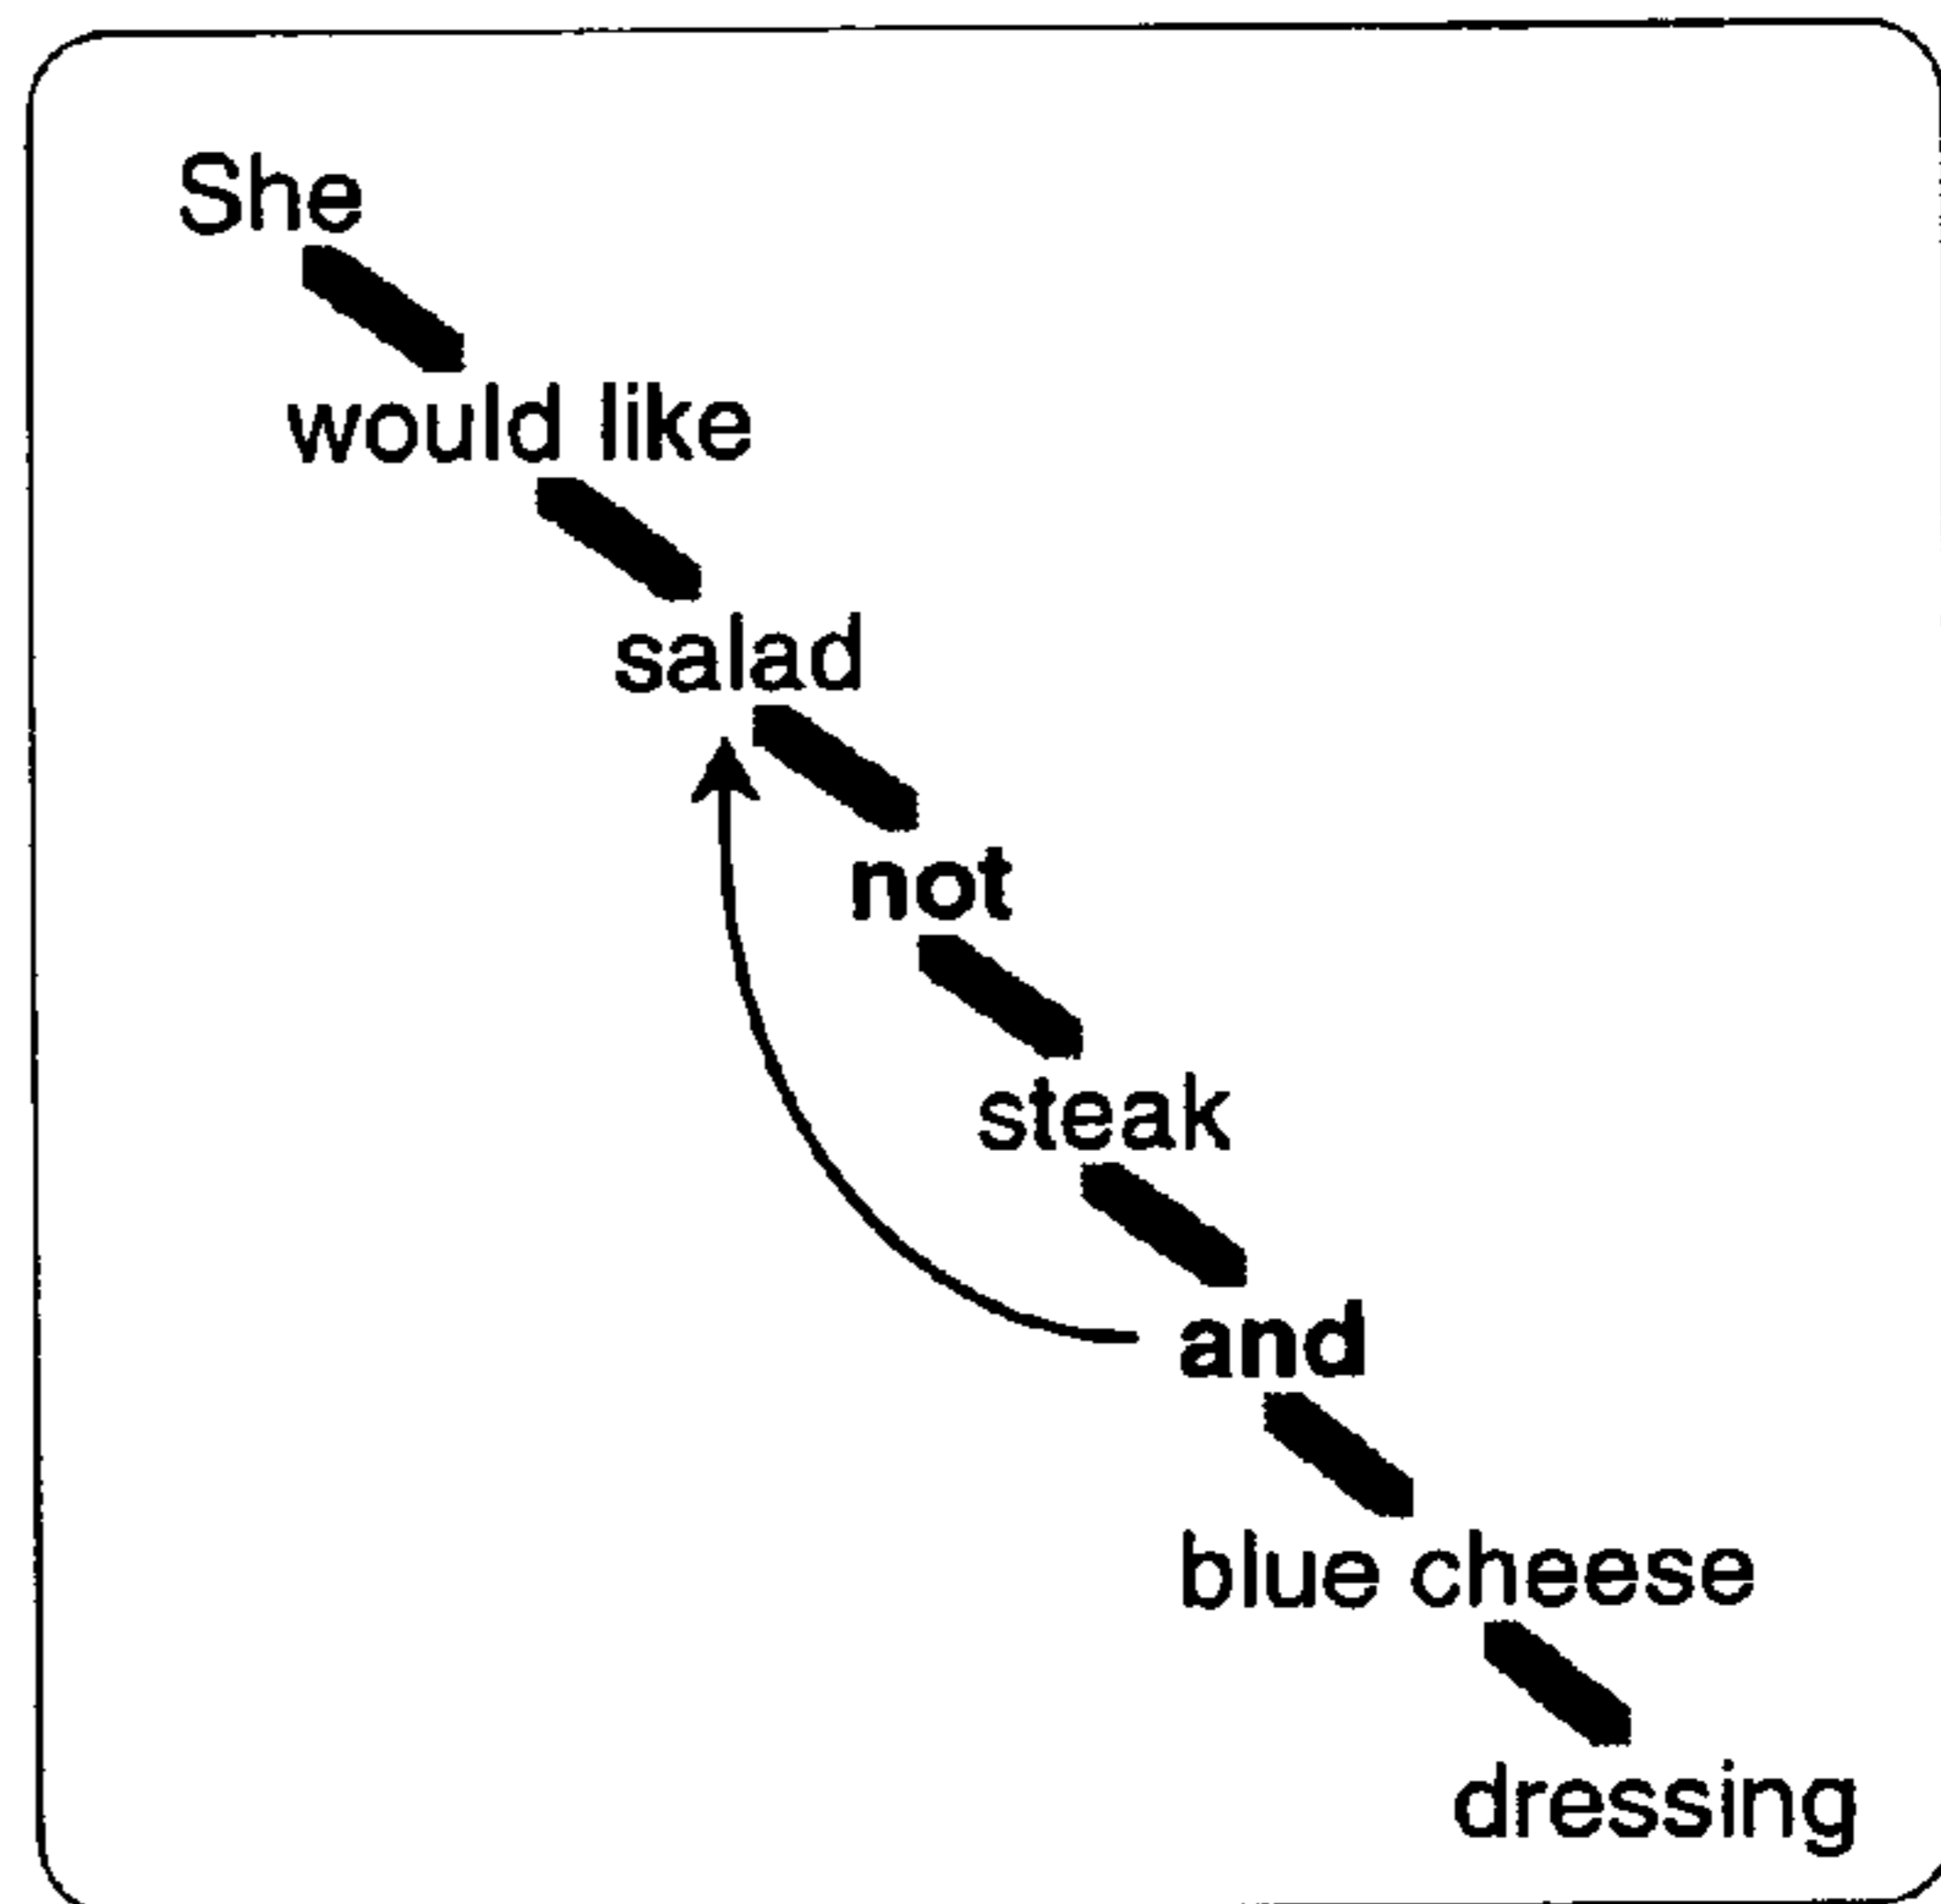 She
would like
salad
not
steak
and
blue cheese
dressing